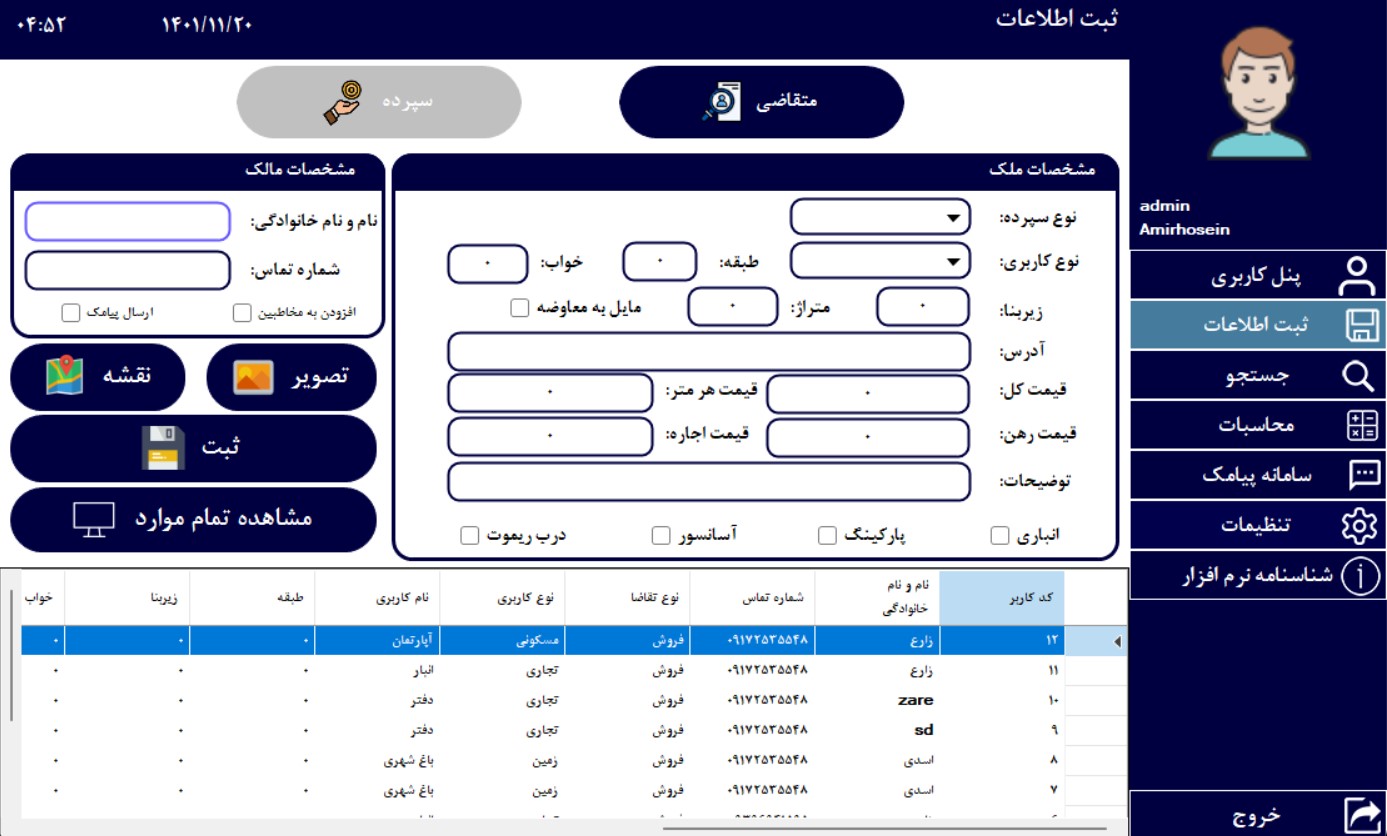 ثبت اطلاعات
۱۴۰۱/۱۱/۲۰
۰۴:۵۲
admin
Amirhosein
پنل کاربری
ثبت اطلاعات
جستجو
محاسبات
سامانه پیامک
تنظیمات
شناسنامه نرم افزار
خروج
متقاضی
سپرده
مشخصات ملک
نوع سپرده:
نوع کاربری:
طبقه: ۰
خواب: ۰
زیربنا: ۰
متراژ: ۰
مایل به معاوضه
آدرس:
قیمت کل: ۰
قیمت هر متر: ۰
قیمت رهن: ۰
قیمت اجاره: ۰
توضیحات:
انباری
پارکینگ
آسانسور
درب ریموت
مشخصات مالک
نام و نام خانوادگی:
شماره تماس:
افزودن به مخاطبین
ارسال پیامک
تصویر
نقشه
ثبت
مشاهده تمام موارد
کد کاربر نام و نام خانوادگی شماره تماس نوع تقاضا نوع کاربری نام کاربری طبقه زیربنا خواب
۱۲ زارع ۰۹۱۷۲۵۳۵۵۴۸ فروش مسکونی آپارتمان ۰ ۰ ۰
۱۱ زارع ۰۹۱۷۲۵۳۵۵۴۸ فروش تجاری انبار ۰ ۰ ۰
۱۰ zare ۰۹۱۷۲۵۳۵۵۴۸ فروش تجاری دفتر ۰ ۰ ۰
۹ sd ۰۹۱۷۲۵۳۵۵۴۸ فروش تجاری دفتر ۰ ۰ ۰
۸ اسدی ۰۹۱۷۲۵۳۵۵۴۸ فروش زمین باغ شهری ۰ ۰ ۰
۷ اسدی ۰۹۱۷۲۵۳۵۵۴۸ فروش زمین باغ شهری ۰ ۰ ۰